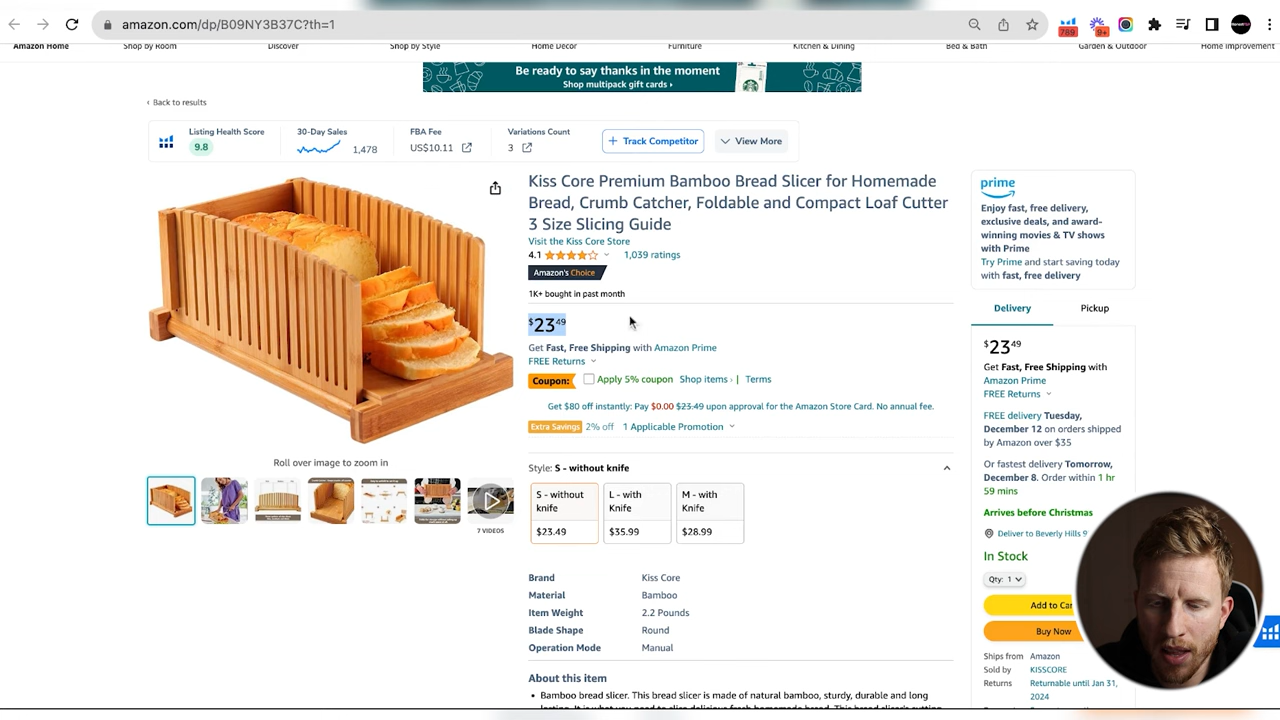 amazon.com/dp/B09NY3B37C?th=1
789
9+
Amazon Home
Shop by Room
Discover
Shop by Style
Home Décor
Furniture
Kitchen & Dining
Bed & Bath
Garden & Outdoor
Home Improvement
Be ready to say thanks in the moment
Shop multipack gift cards ›
‹ Back to results
Listing Health Score
9.8
30-Day Sales
1,478
FBA Fee
US$10.11
Variations Count
3
+ Track Competitor
View More
Kiss Core Premium Bamboo Bread Slicer for Homemade
Bread, Crumb Catcher, Foldable and Compact Loaf Cutter
3 Size Slicing Guide
Visit the Kiss Core Store
4.1 1,039 ratings
Amazon's Choice
1K+ bought in past month
$23 49
Get Fast, Free Shipping with Amazon Prime
FREE Returns
Coupon: Apply 5% coupon Shop items › | Terms
Get $80 off instantly: Pay $0.00 $23.49 upon approval for the Amazon Store Card. No annual fee.
Extra Savings 2% off 1 Applicable Promotion
Style: S - without knife
S - without
knife
$23.49
L - with
Knife
$35.99
M - with
Knife
$28.99
Brand Kiss Core
Material Bamboo
Item Weight 2.2 Pounds
Blade Shape Round
Operation Mode Manual
About this item
• Bamboo bread slicer. This bread slicer is made of natural bamboo, sturdy, durable and long
Roll over image to zoom in
7 VIDEOS
prime
Enjoy fast, free delivery,
exclusive deals, and award-
winning movies & TV shows
with Prime
Try Prime and start saving today
with fast, free delivery
Delivery
Pickup
$23 49
Get Fast, Free Shipping with
Amazon Prime
FREE Returns
FREE delivery Tuesday,
December 12 on orders shipped
by Amazon over $35
Or fastest delivery Tomorrow,
December 8. Order within 1 hr
59 mins
Arrives before Christmas
Deliver to Beverly Hills 9
In Stock
Qty: 1
Add to Car
Buy Now
Ships from Amazon
Sold by KISSCORE
Returns Returnable until Jan 31,
2024